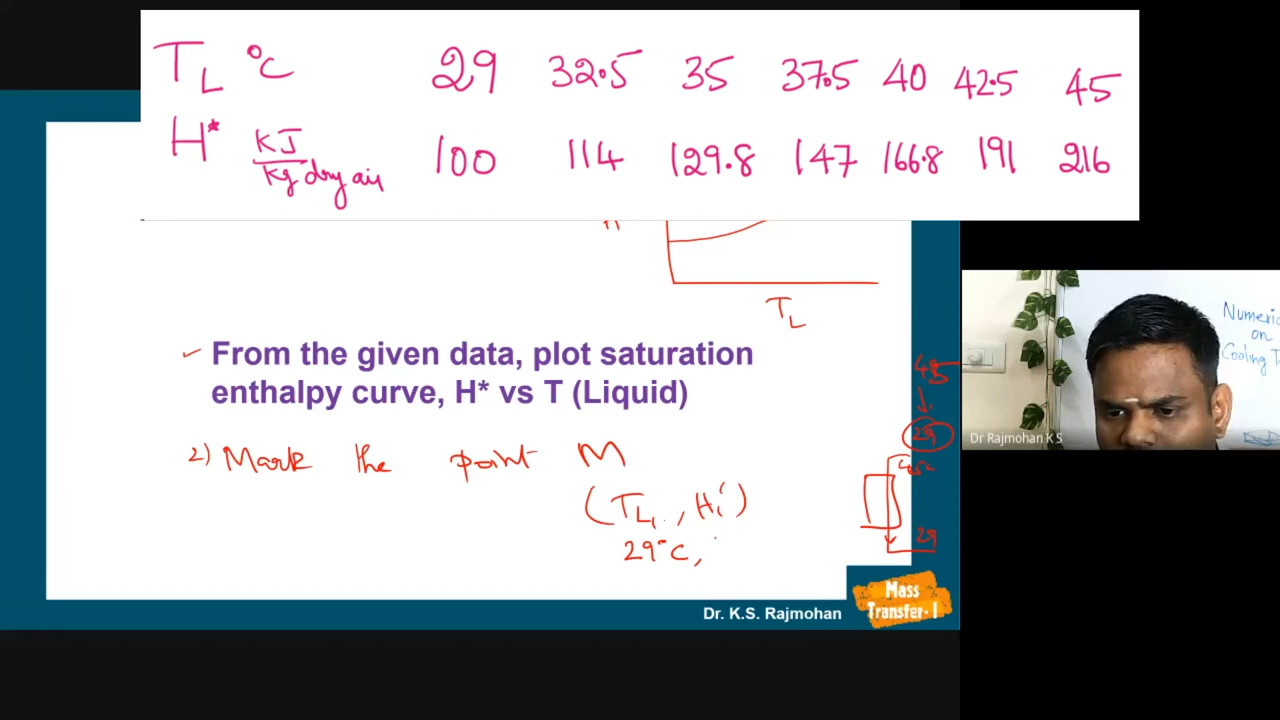 TL °C 29 32.5 35 37.5 40 42.5 45
H* KJ/kg dry air 100 114 129.8 147 166.8 191 216
H
TL
From the given data, plot saturation
enthalpy curve, H* vs T (Liquid)
2) Mark the point M
(TL1, H1')
29°C,
45
29
45°C
29
Numeric
on
Cooling T
Dr Rajmohan K S
Mass
Transfer-I
Dr. K.S. Rajmohan